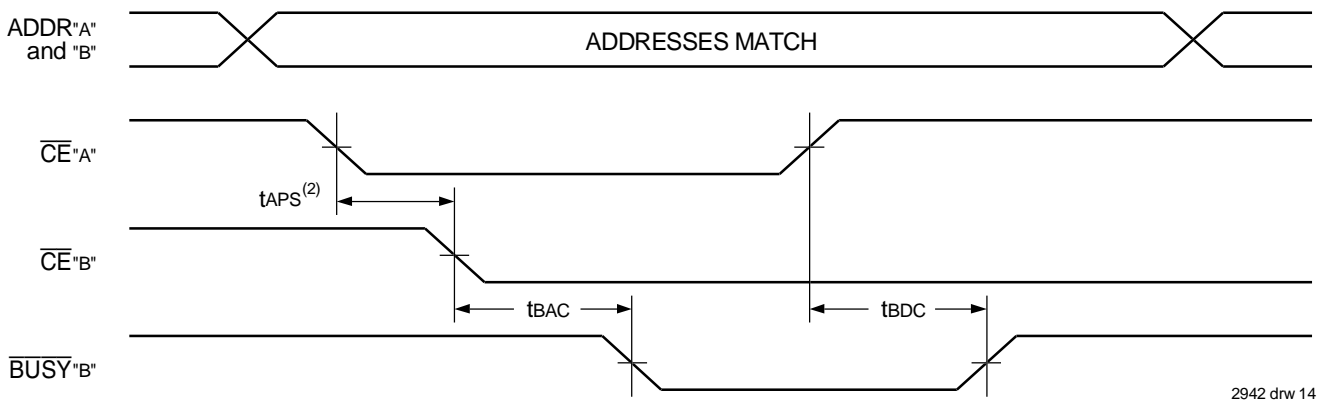 ADDR"A"
and "B"
ADDRESSES MATCH
CE"A"
tAPS(2)
CE"B"
tBAC
tBDC
BUSY"B"
2942 drw 14